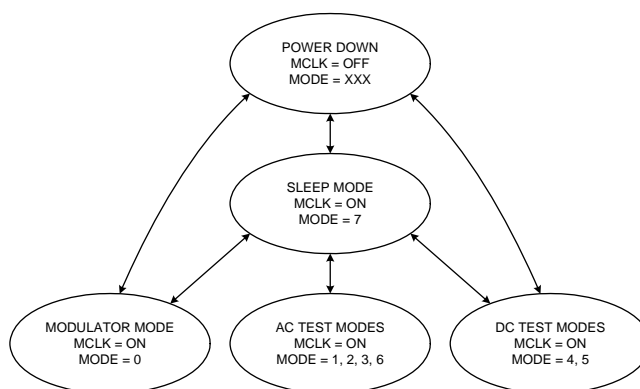 POWER DOWN
MCLK = OFF
MODE = XXX
SLEEP MODE
MCLK = ON
MODE = 7
MODULATOR MODE
MCLK = ON
MODE = 0
AC TEST MODES
MCLK = ON
MODE = 1, 2, 3, 6
DC TEST MODES
MCLK = ON
MODE = 4, 5